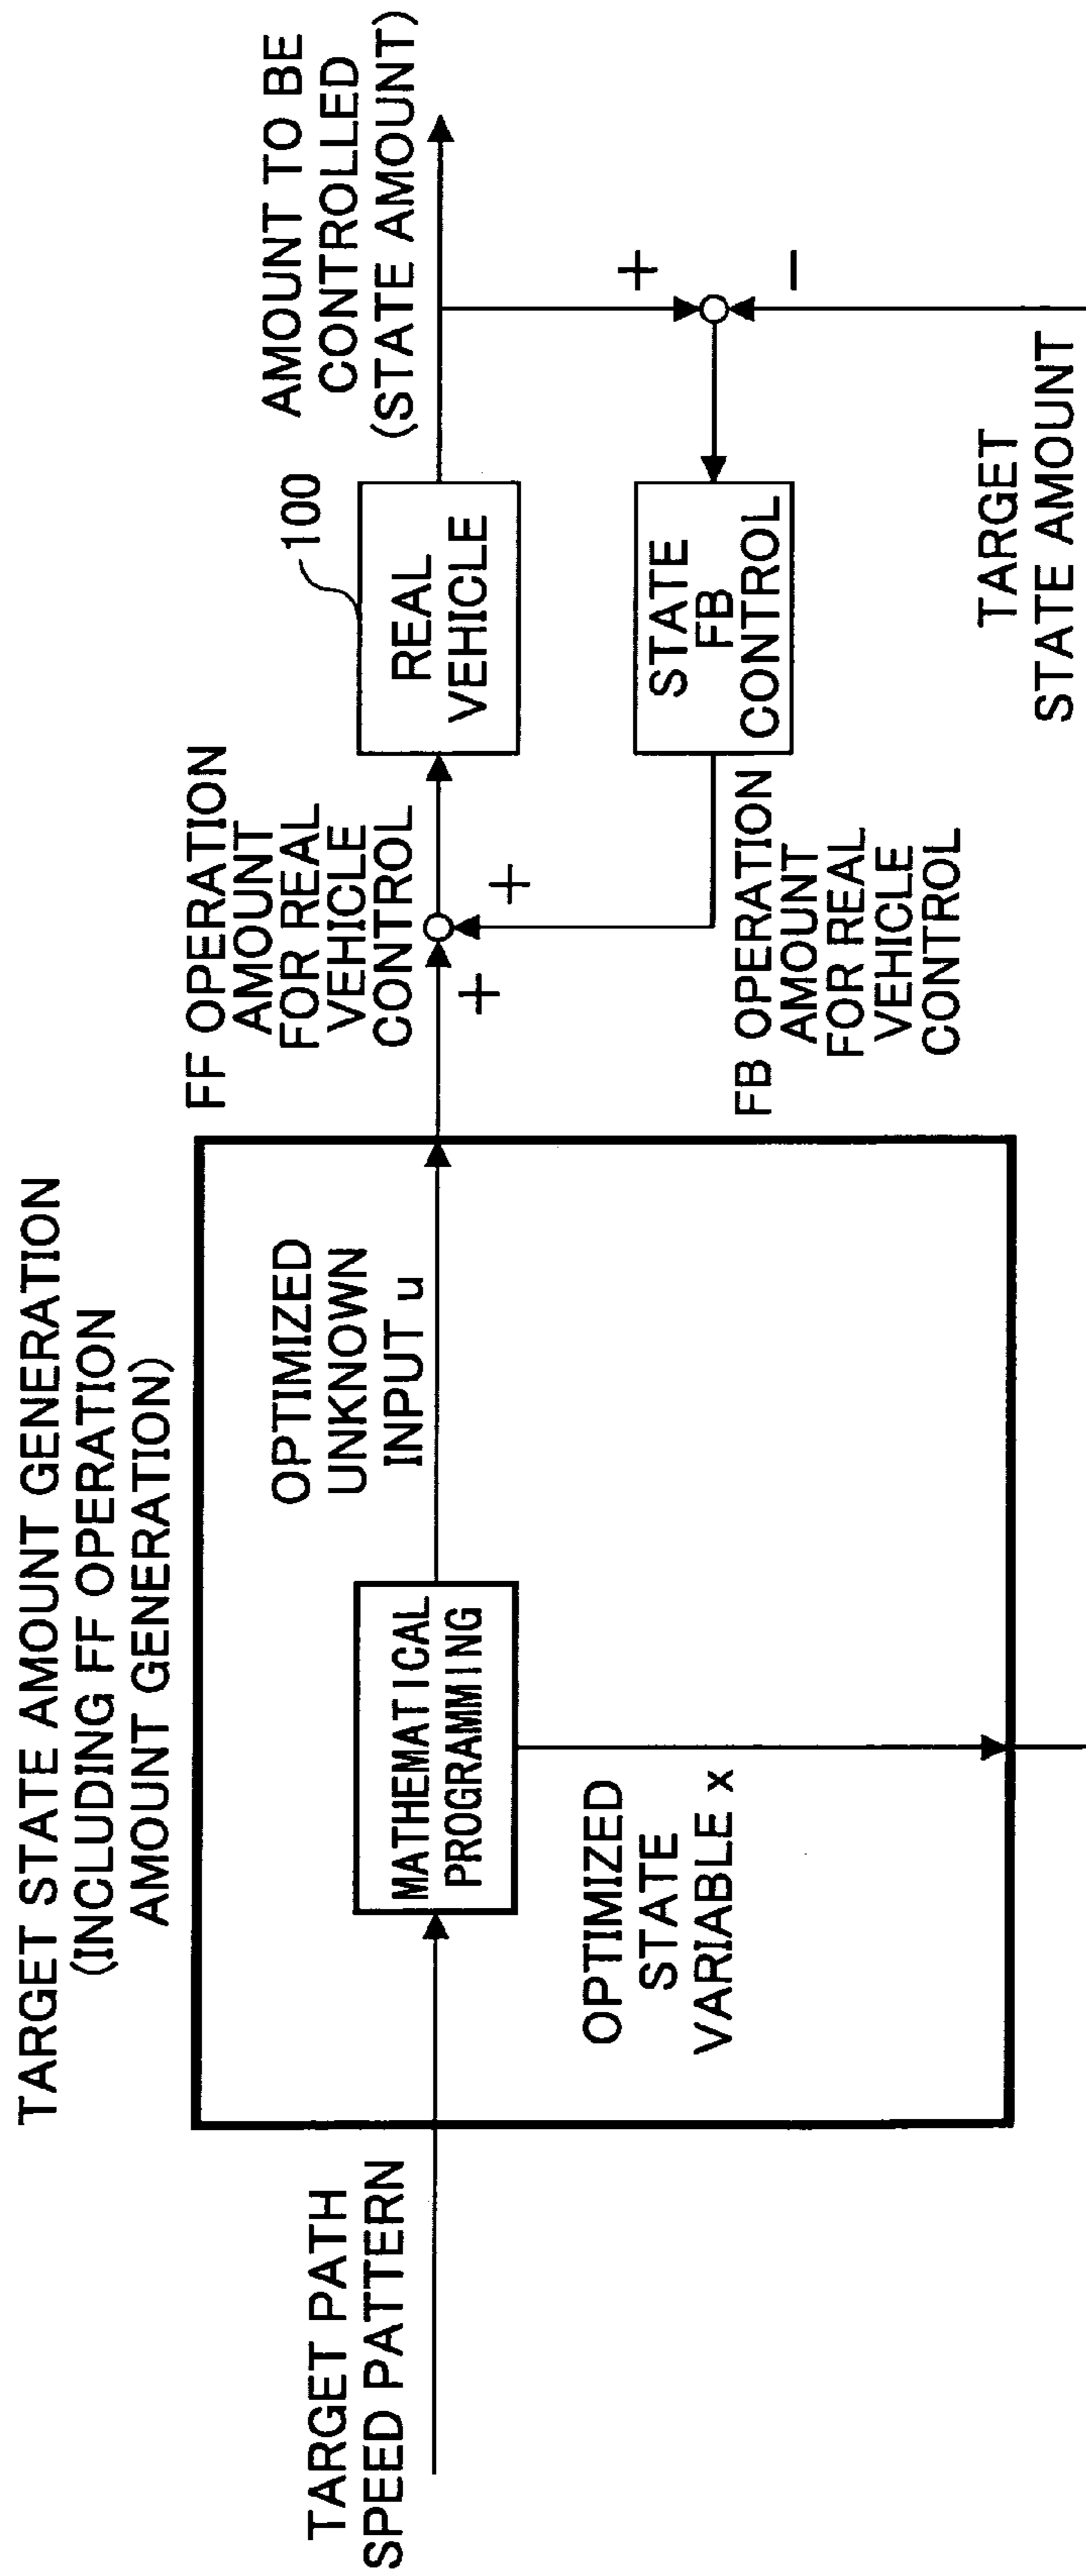 TARGET STATE AMOUNT GENERATION
(INCLUDING FF OPERATION
AMOUNT GENERATION)
TARGET PATH
SPEED PATTERN
MATHEMATICAL
PROGRAMMING
OPTIMIZED
UNKNOWN
INPUT u
OPTIMIZED
STATE
VARIABLE x
FF OPERATION
AMOUNT
FOR REAL
VEHICLE
CONTROL
+
+
100
REAL
VEHICLE
AMOUNT TO BE
CONTROLLED
(STATE AMOUNT)
+
−
STATE
FB
CONTROL
FB OPERATION
AMOUNT
FOR REAL
VEHICLE
CONTROL
TARGET
STATE AMOUNT